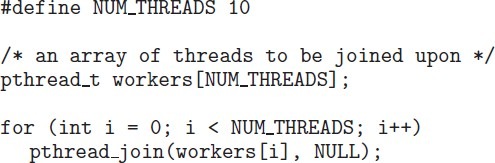 #define NUM_THREADS 10
/* an array of threads to be joined upon */
pthread_t workers[NUM_THREADS];
for (int i = 0; i < NUM_THREADS; i++)
pthread_join(workers[i], NULL);